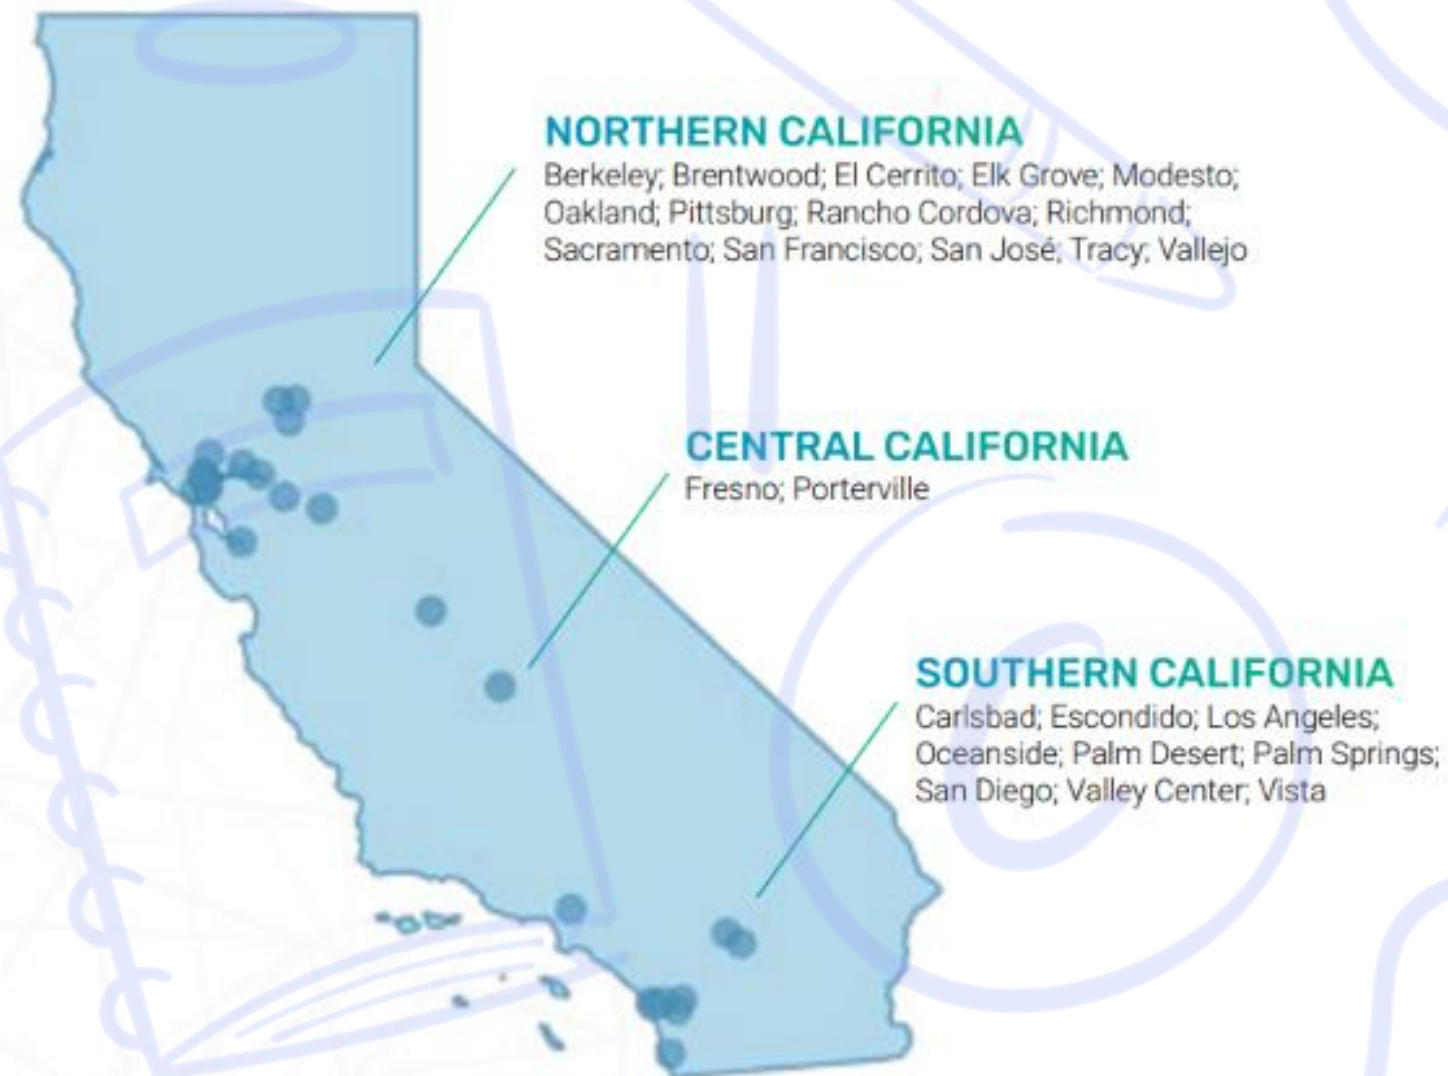 NORTHERN CALIFORNIA
Berkeley; Brentwood; El Cerrito; Elk Grove; Modesto;
Oakland; Pittsburg; Rancho Cordova; Richmond;
Sacramento; San Francisco; San José; Tracy; Vallejo
CENTRAL CALIFORNIA
Fresno; Porterville
SOUTHERN CALIFORNIA
Carlsbad; Escondido; Los Angeles;
Oceanside; Palm Desert; Palm Springs;
San Diego; Valley Center; Vista